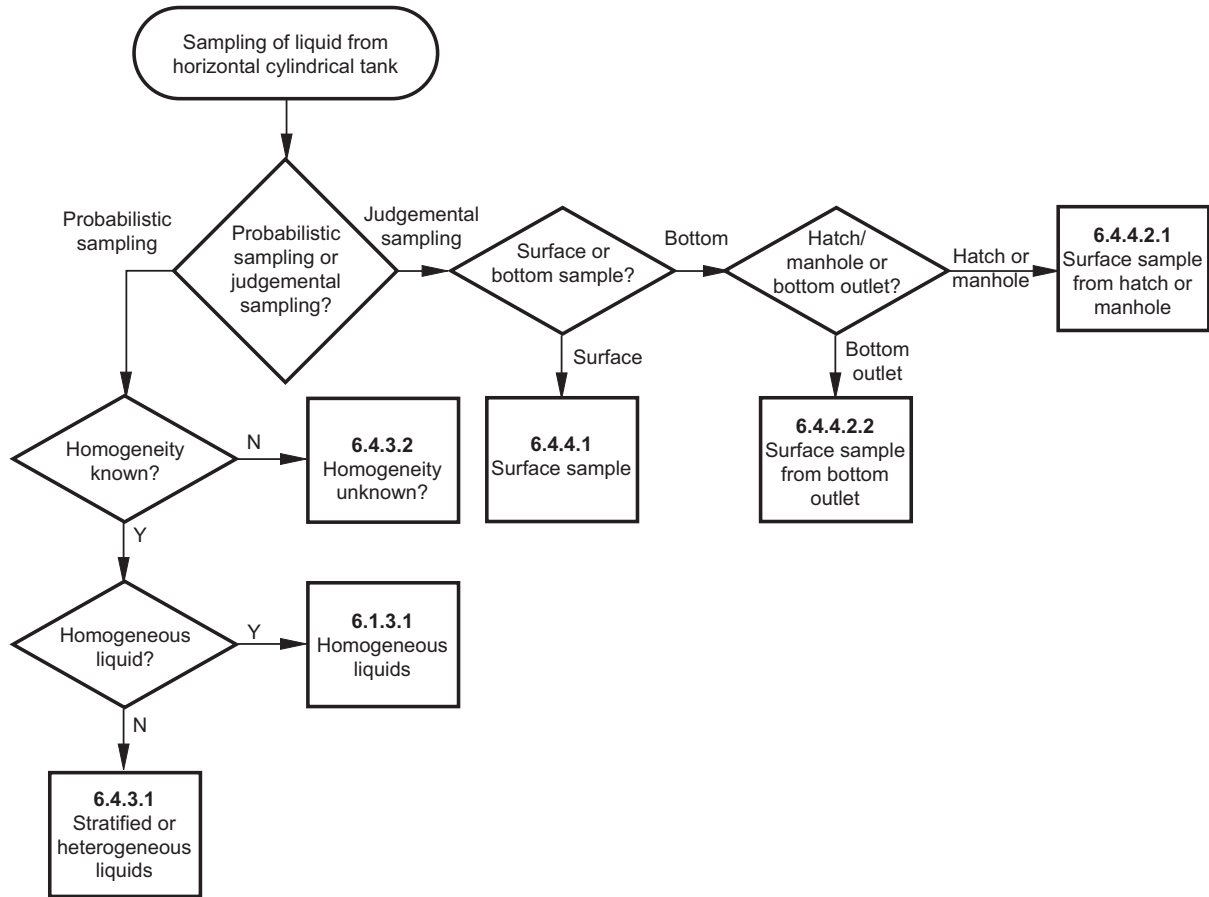 Sampling of liquid from
horizontal cylindrical tank
Probabilistic
sampling
Probabilistic
sampling or
judgemental
sampling?
Judgemental
sampling
Surface or
bottom sample?
Bottom
Hatch/
manhole or
bottom outlet?
Hatch or
manhole
6.4.4.2.1
Surface sample
from hatch or
manhole
Surface
Bottom
outlet
Homogeneity
known?
N
6.4.3.2
Homogeneity
unknown?
6.4.4.1
Surface sample
6.4.4.2.2
Surface sample
from bottom
outlet
Y
Homogeneous
liquid?
Y
6.1.3.1
Homogeneous
liquids
N
6.4.3.1
Stratified or
heterogeneous
liquids